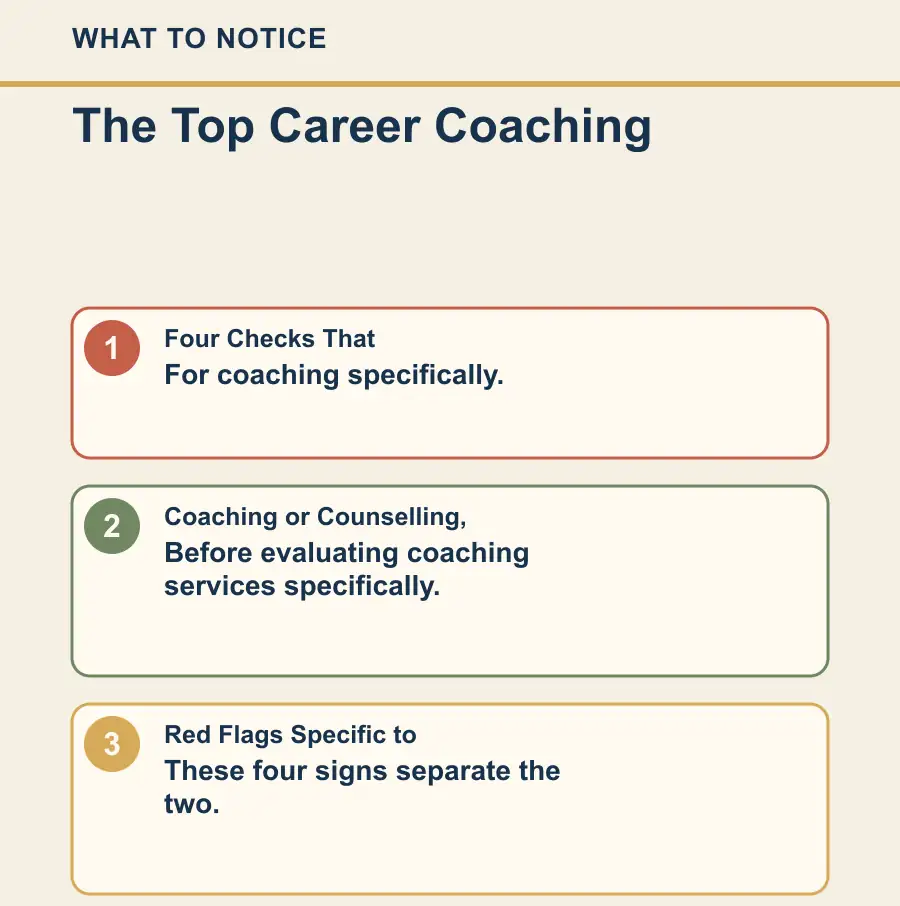 WHAT TO NOTICE
The Top Career Coaching
1
Four Checks That
For coaching specifically.
2
Coaching or Counselling,
Before evaluating coaching
services specifically.
3
Red Flags Specific to
These four signs separate the
two.